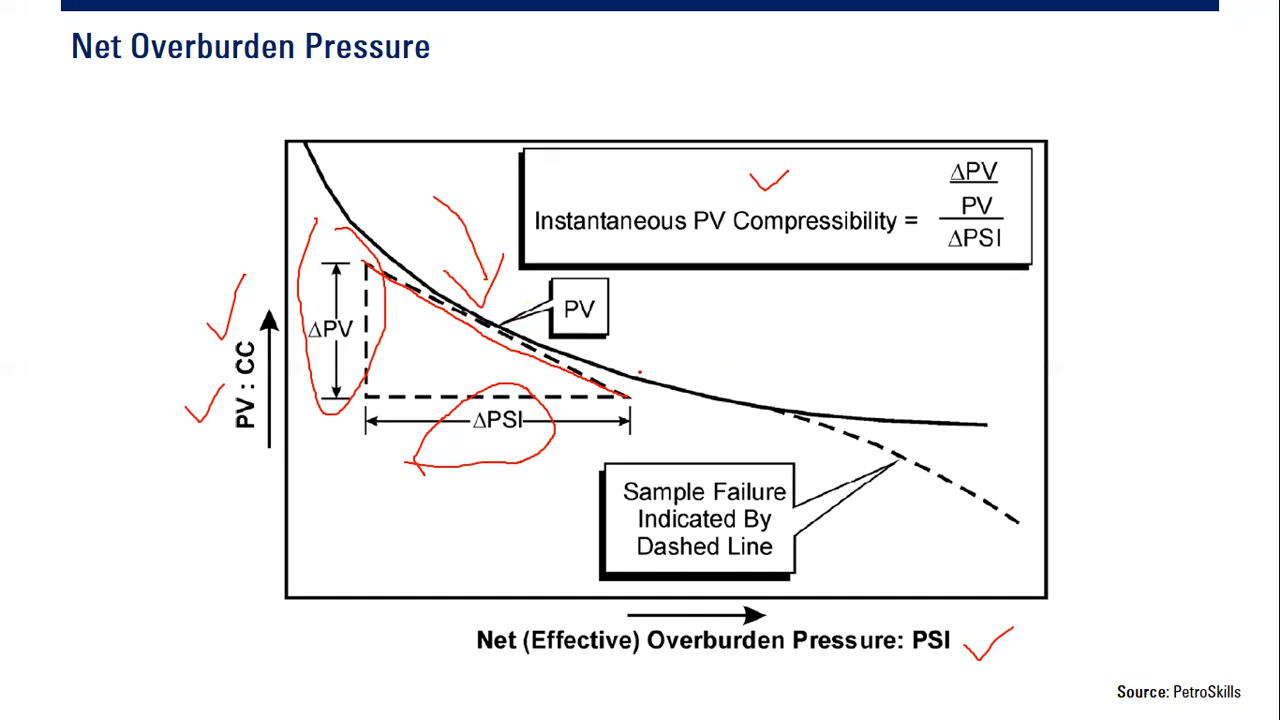 Net Overburden Pressure
Instantaneous PV Compressibility =
ΔPV
PV
ΔPSI
PV
ΔPV
PV : CC
ΔPSI
Sample Failure
Indicated By
Dashed Line
Net (Effective) Overburden Pressure: PSI
Source: PetroSkills